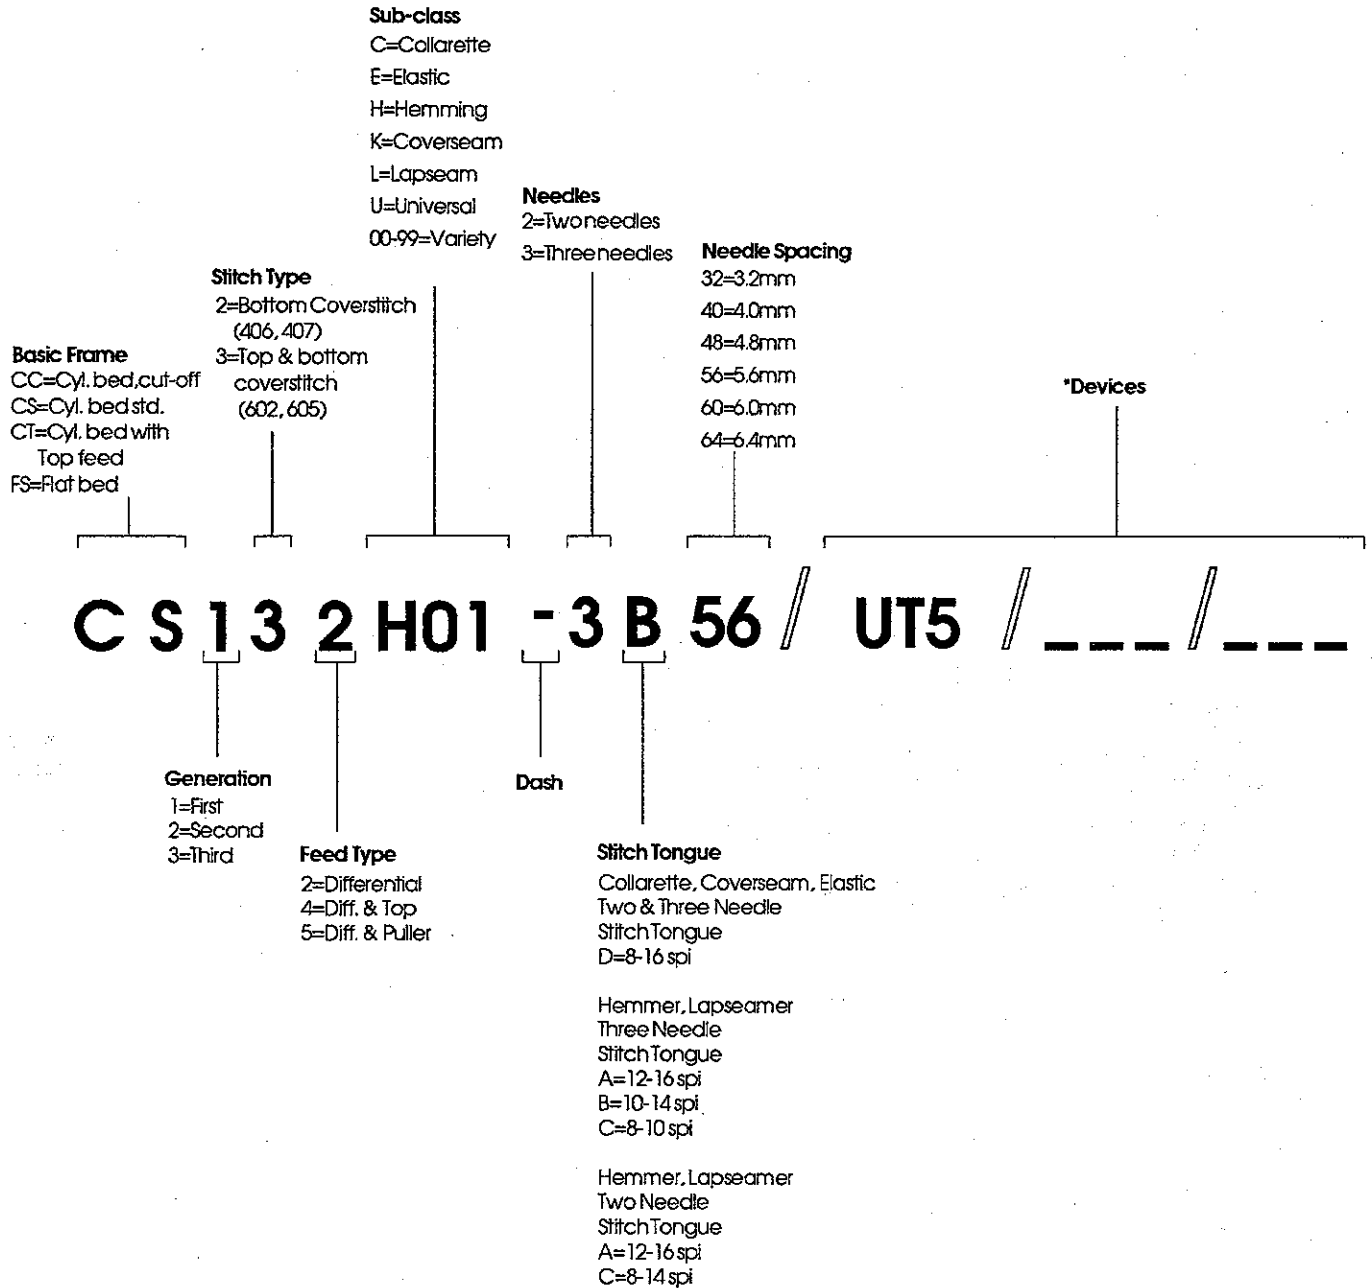 Sub-class
C=Collarette
E=Elastic
H=Hemming
K=Coverseam
L=Lapseam
U=Universal
00-99=Variety
Needles
2=Two needles
3=Three needles
Needle Spacing
32=3.2mm
40=4.0mm
48=4.8mm
56=5.6mm
60=6.0mm
64=6.4mm
Stitch Type
2=Bottom Coverstitch
(406,407)
3=Top & bottom
coverstitch
(602,605)
Basic Frame
CC=Cyl. bed,cut-off
CS=Cyl. bed std.
CT=Cyl. bed with
Top feed
FS=Flat bed
*Devices
C S 1 3 2 H01 - 3 B 56 / UT5 / _ _ _ / _ _ _
Generation
1=First
2=Second
3=Third
Feed Type
2=Differential
4=Diff. & Top
5=Diff. & Puller
Dash
Stitch Tongue
Collarette, Coverseam, Elastic
Two & Three Needle
Stitch Tongue
D=8-16 spi
Hemmer, Lapseamer
Three Needle
Stitch Tongue
A=12-16 spi
B=10-14 spi
C=8-10 spi
Hemmer, Lapseamer
Two Needle
Stitch Tongue
A=12-16 spi
C=8-14 spi